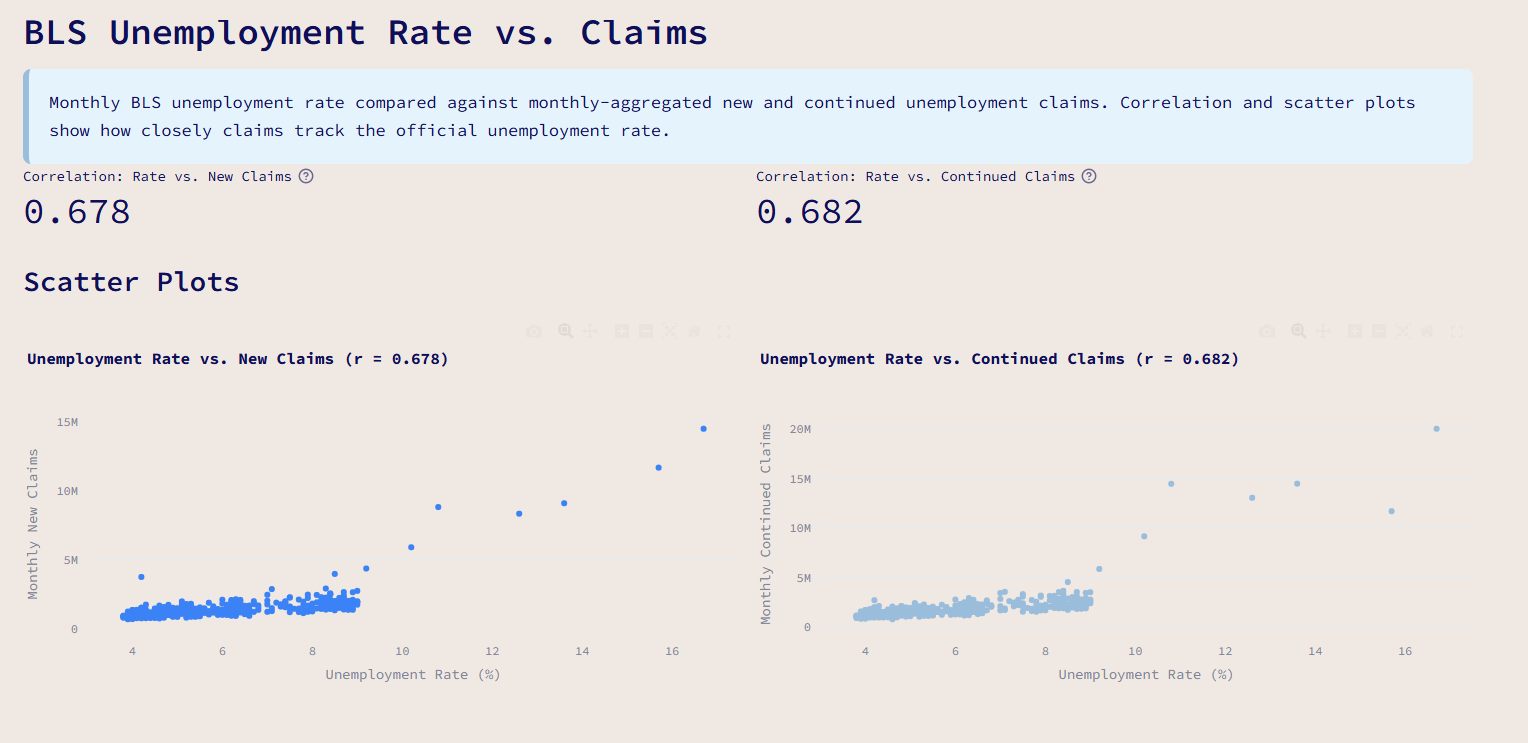 BLS Unemployment Rate vs. Claims
Monthly BLS unemployment rate compared against monthly-aggregated new and continued unemployment claims. Correlation and scatter plots
show how closely claims track the official unemployment rate.
Correlation: Rate vs. New Claims ?
0.678
Correlation: Rate vs. Continued Claims ?
0.682
Scatter Plots
Unemployment Rate vs. New Claims (r = 0.678)
Monthly New Claims
15M
10M
5M
0
4 6 8 10 12 14 16
Unemployment Rate (%)
Unemployment Rate vs. Continued Claims (r = 0.682)
Monthly Continued Claims
20M
15M
10M
5M
0
4 6 8 10 12 14 16
Unemployment Rate (%)